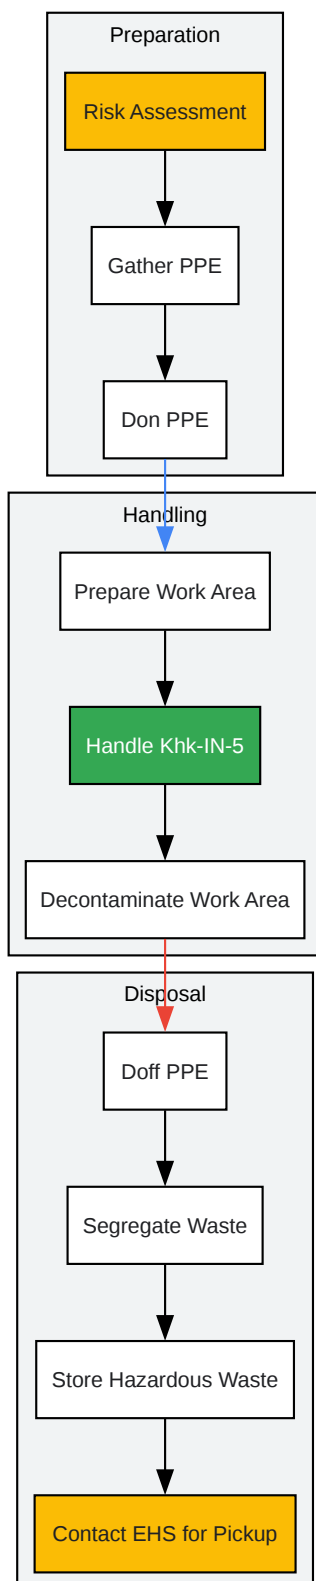 Preparation
Risk Assessment
Gather PPE
Don PPE
Handling
Prepare Work Area
Handle Khk-IN-5
Decontaminate Work Area
Disposal
Doff PPE
Segregate Waste
Store Hazardous Waste
Contact EHS for Pickup